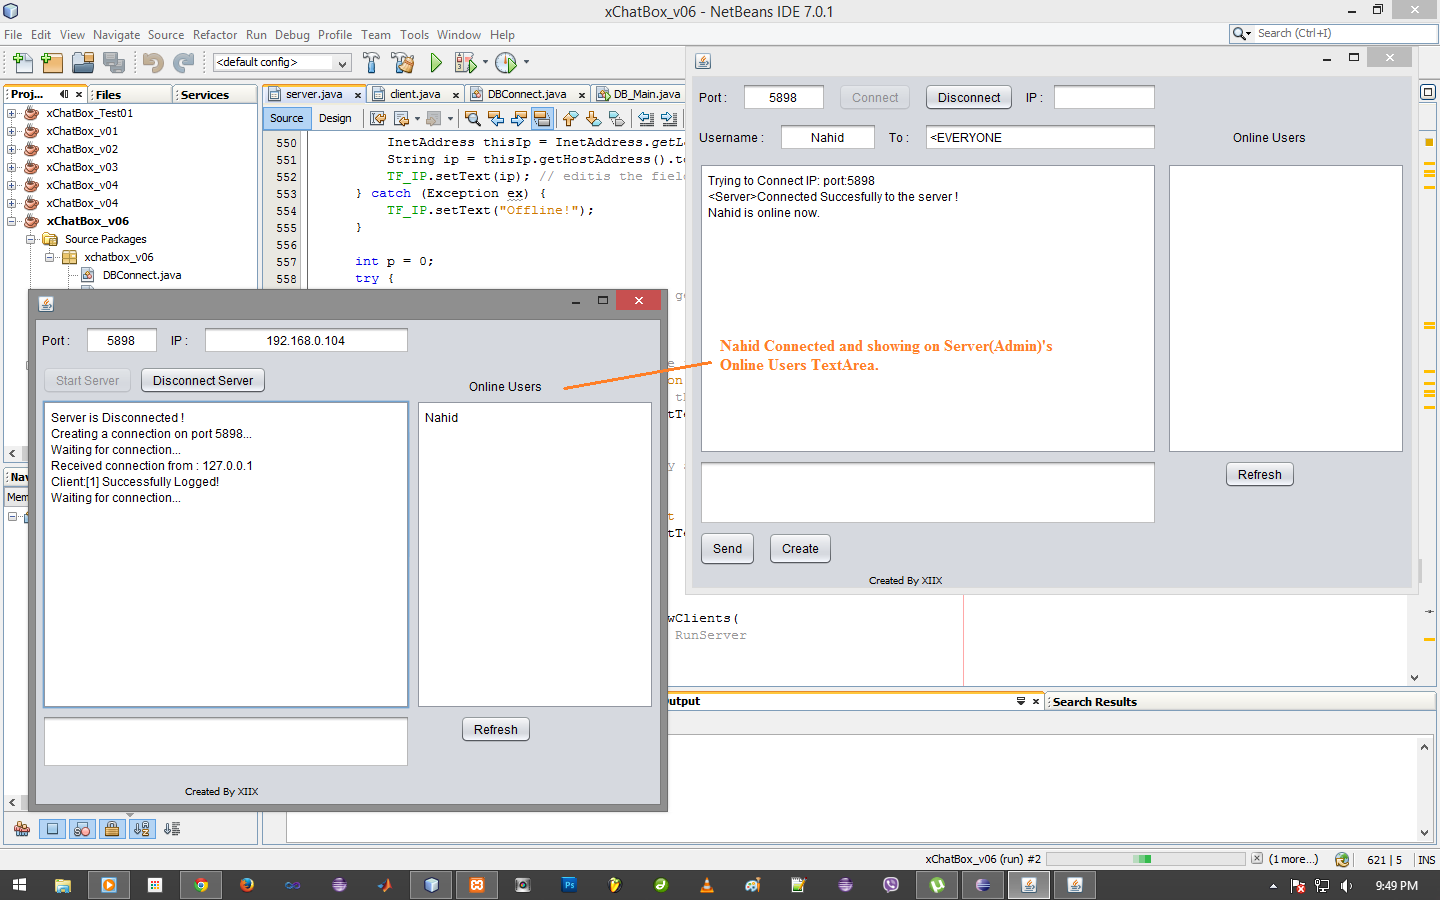 xChatBox_v06 - NetBeans IDE 7.0.1
File Edit View Navigate Source Refactor Run Debug Profile Team Tools Window Help
Search (Ctrl+I)
<default config>
Proj... Files Services
server.java client.java DBConnect.java DB_Main.java
Source Design
xChatBox_Test01
xChatBox_v01
xChatBox_v02
xChatBox_v03
xChatBox_v04
xChatBox_v04
xChatBox_v06
Source Packages
xchatbox_v06
DBConnect.java
Nav
Mem
550 InetAddress thisIp = InetAddress.getL
551 String ip = thisIp.getHostAddress().to
552 TF_IP.setText(ip); // editis the field
553 } catch (Exception ex) {
554 TF_IP.setText("Offline!");
555 }
556
557 int p = 0;
558 try {
wClients(
RunServer
Port : 5898 Connect Disconnect IP :
Username : Nahid To : <EVERYONE Online Users
Trying to Connect IP: port:5898
<Server>Connected Succesfully to the server !
Nahid is online now.
Nahid Connected and showing on Server(Admin)'s
Online Users TextArea.
Refresh
Send Create
Created By XIIX
Port : 5898 IP : 192.168.0.104
Start Server Disconnect Server
Online Users
Server is Disconnected !
Creating a connection on port 5898...
Waiting for connection...
Received connection from : 127.0.0.1
Client:[1] Successfully Logged!
Waiting for connection...
Nahid
Refresh
Created By XIIX
utput Search Results
xChatBox_v06 (run) #2 (1 more...) 621 | 5 INS
9:49 PM